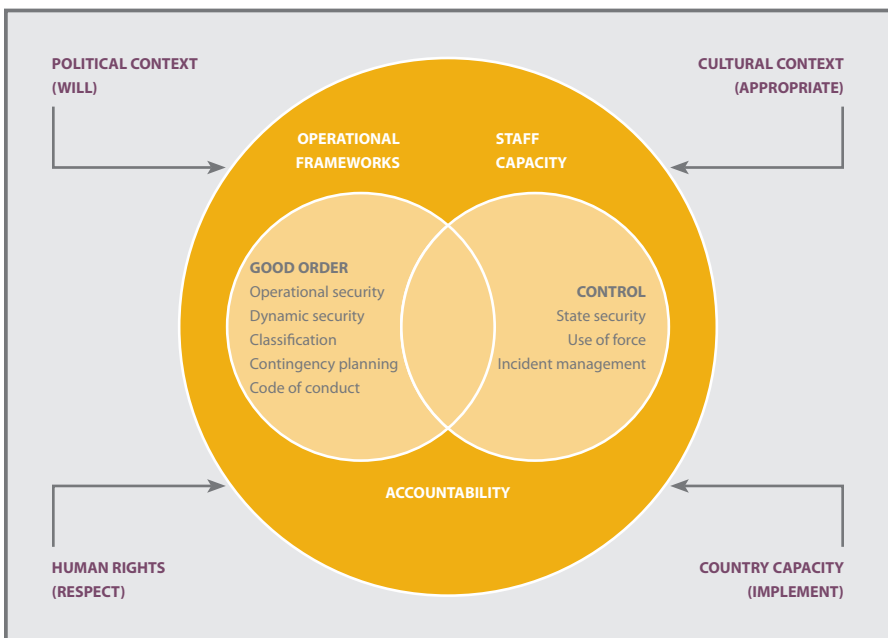 POLITICAL CONTEXT
(WILL)
CULTURAL CONTEXT
(APPROPRIATE)
OPERATIONAL
FRAMEWORKS
STAFF
CAPACITY
GOOD ORDER
Operational security
Dynamic security
Classification
Contingency planning
Code of conduct
CONTROL
State security
Use of force
Incident management
ACCOUNTABILITY
HUMAN RIGHTS
(RESPECT)
COUNTRY CAPACITY
(IMPLEMENT)